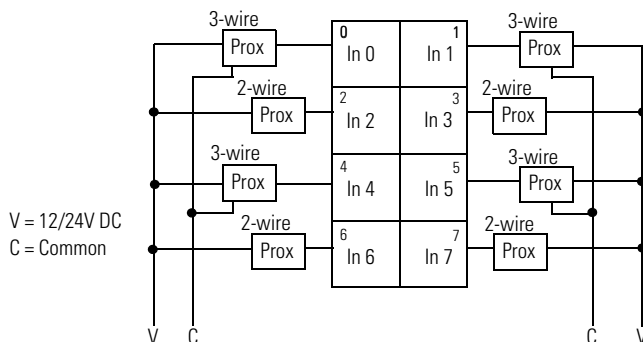 3-wire 0 1 3-wire
Prox In 0 In 1 Prox
2-wire 2 3 2-wire
Prox In 2 In 3 Prox
3-wire 4 5 3-wire
Prox In 4 In 5 Prox
V = 12/24V DC
C = Common
2-wire 6 7 2-wire
Prox In 6 In 7 Prox
V C C V